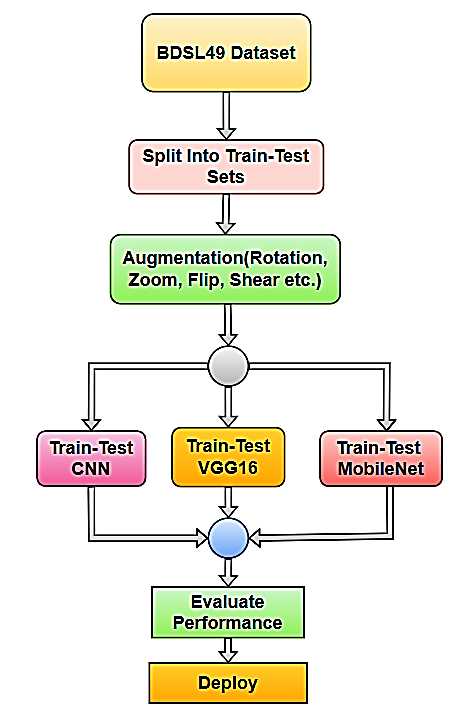 BDSL49 Dataset
Split Into Train-Test
Sets
Augmentation(Rotation,
Zoom, Flip, Shear etc.)
Train-Test
CNN
Train-Test
VGG16
Train-Test
MobileNet
Evaluate
Performance
Deploy